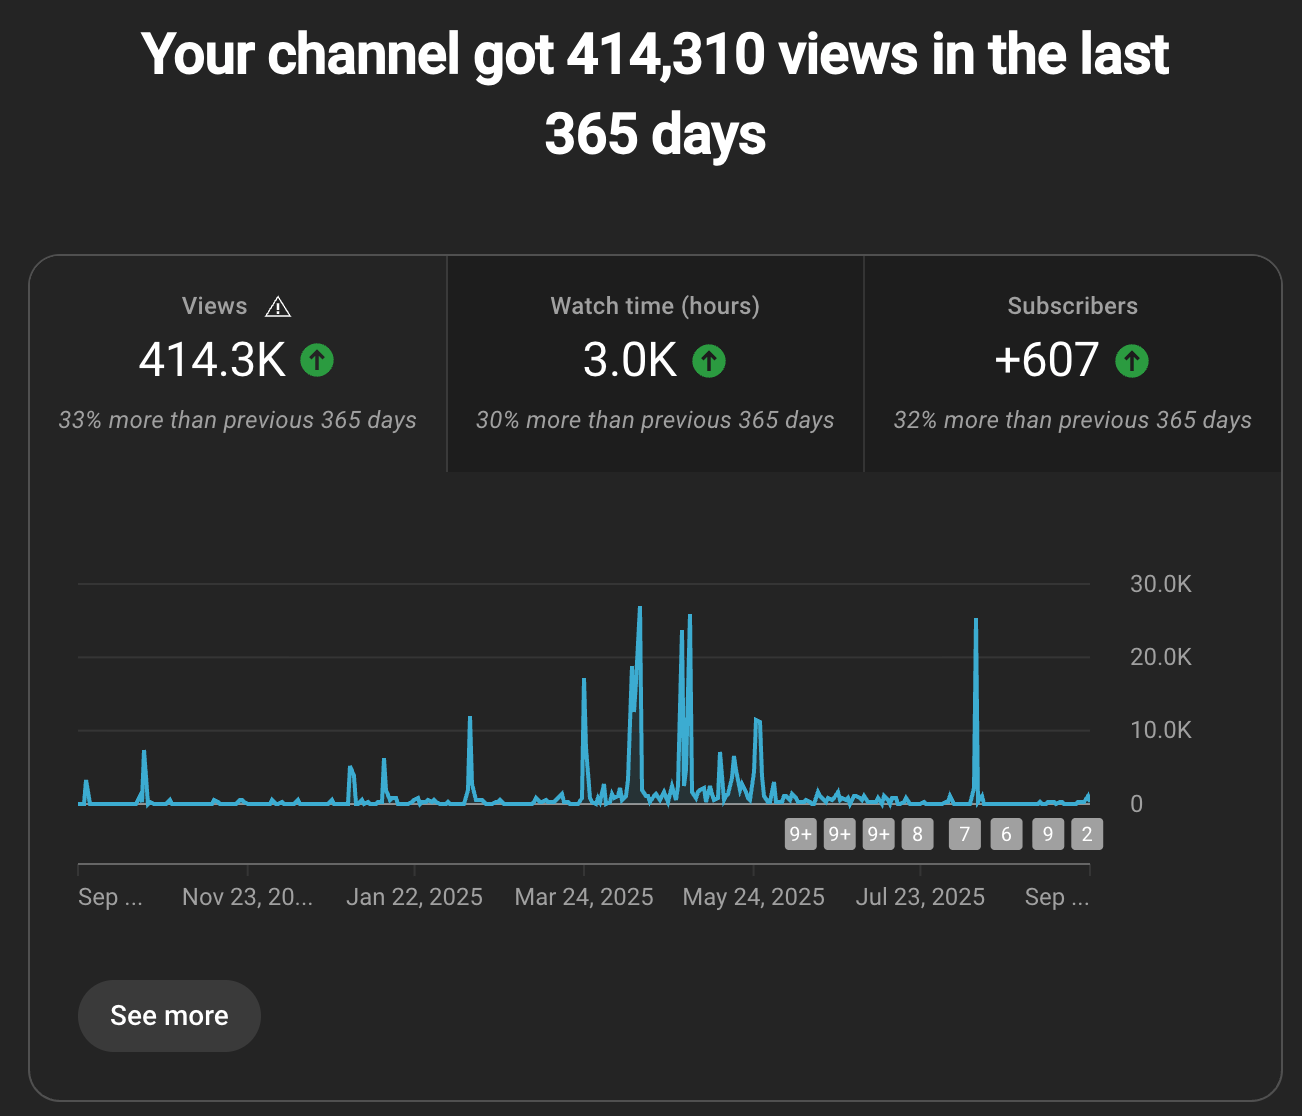 Your channel got 414,310 views in the last
365 days
Views
414.3K
33% more than previous 365 days
Watch time (hours)
3.0K
30% more than previous 365 days
Subscribers
+607
32% more than previous 365 days
30.0K
20.0K
10.0K
0
9+ 9+ 9+ 8 7 6 9 2
Sep ... Nov 23, 20... Jan 22, 2025 Mar 24, 2025 May 24, 2025 Jul 23, 2025 Sep ...
See more